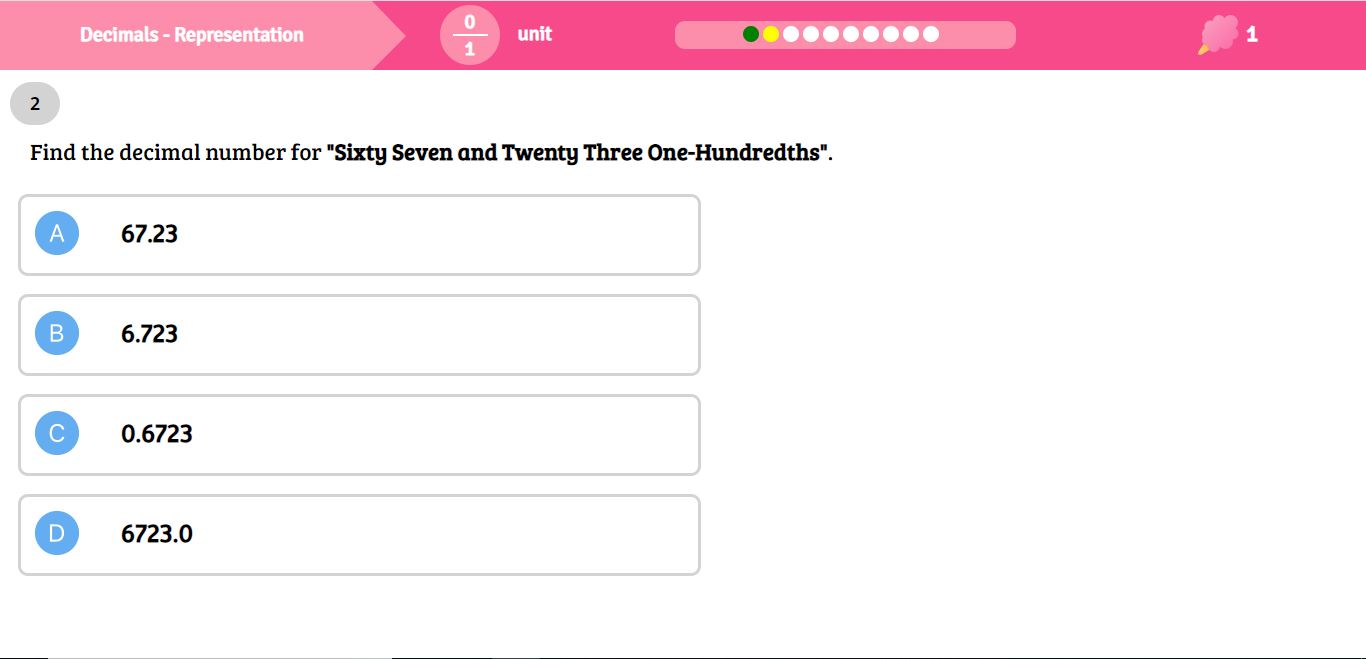 Decimals - Representation
0
1
unit
1
2
Find the decimal number for "Sixty Seven and Twenty Three One-Hundredths".
A 67.23
B 6.723
C 0.6723
D 6723.0